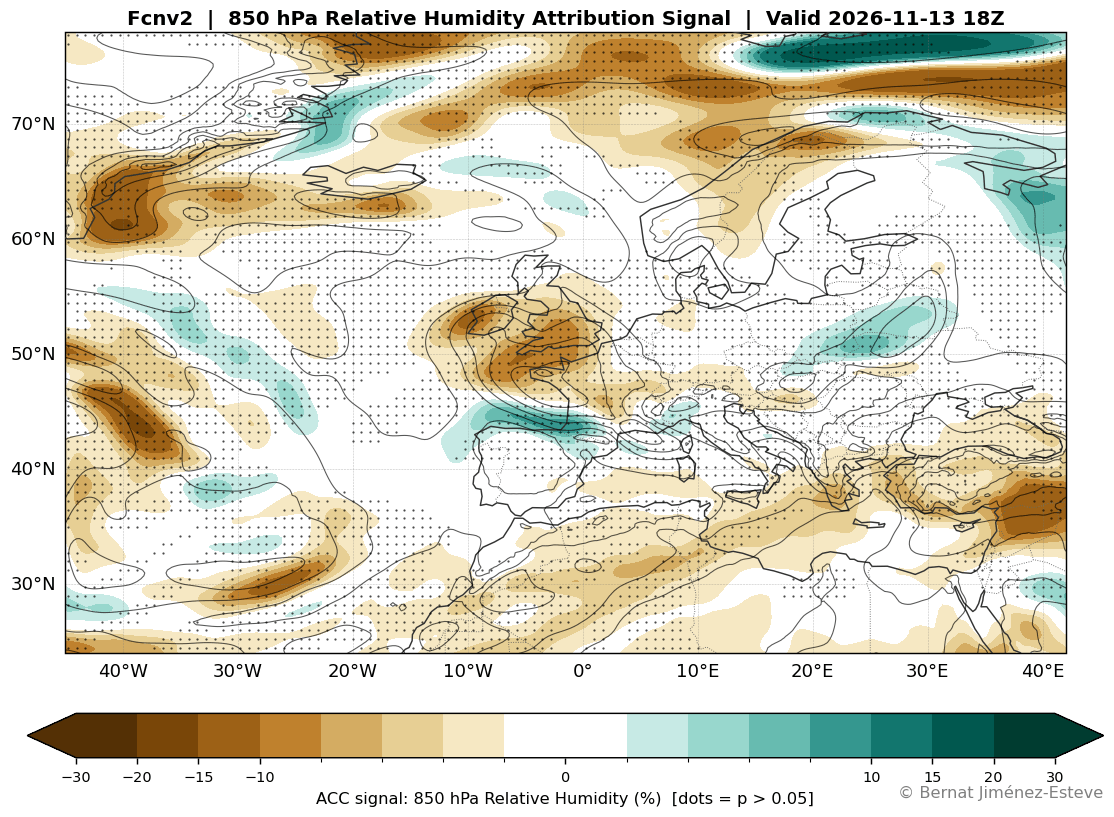 Fcnv2 | 850 hPa Relative Humidity Attribution Signal | Valid 2026-11-13 18Z
70°N
60°N
50°N
40°N
30°N
40°W 30°W 20°W 10°W 0° 10°E 20°E 30°E 40°E
−30 −20 −15 −10 0 10 15 20 30
ACC signal: 850 hPa Relative Humidity (%) [dots = p > 0.05]
© Bernat Jiménez-Esteve